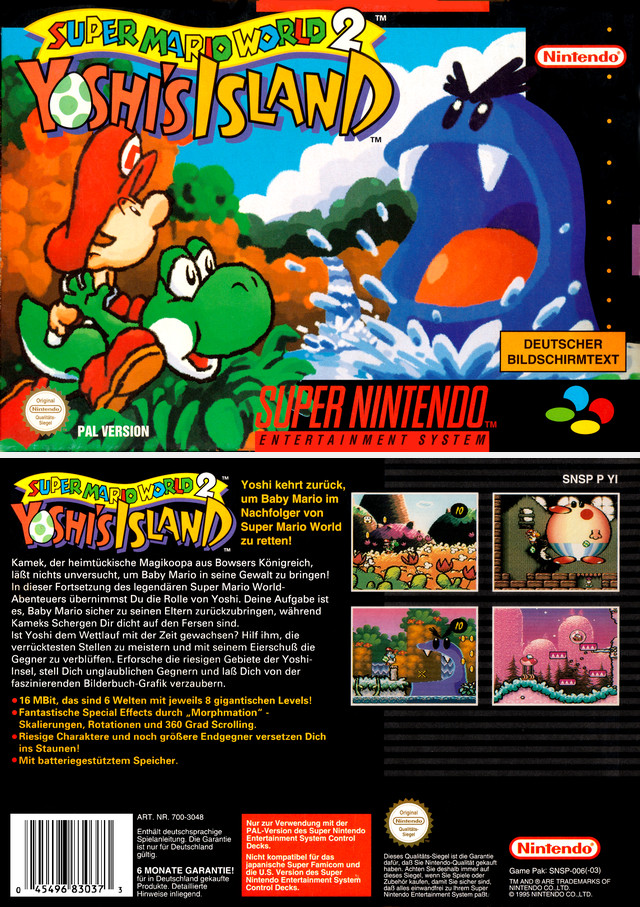 SUPER MARIO WORLD 2 TM
YOSHI'S ISLAND
TM
Nintendo®
DEUTSCHER
BILDSCHIRMTEXT
Original
Nintendo
Qualitäts-
Siegel
PAL VERSION
SUPER NINTENDO TM
ENTERTAINMENT SYSTEM
SUPER MARIO WORLD 2 TM
YOSHI'S ISLAND
TM
Yoshi kehrt zurück,
um Baby Mario im
Nachfolger von
Super Mario World
zu retten!
SNSP P YI
Kamek, der heimtückische Magikoopa aus Bowsers Königreich,
läßt nichts unversucht, um Baby Mario in seine Gewalt zu bringen!
In dieser Fortsetzung des legendären Super Mario World-
Abenteuers übernimmst Du die Rolle von Yoshi. Deine Aufgabe ist
es, Baby Mario sicher zu seinen Eltern zurückzubringen, während
Kameks Schergen Dir dicht auf den Fersen sind.
Ist Yoshi dem Wettlauf mit der Zeit gewachsen? Hilf ihm, die
verrücktesten Stellen zu meistern und mit seinem Eierschuß die
Gegner zu verblüffen. Erforsche die riesigen Gebiete der Yoshi-
Insel, stell Dich unglaublichen Gegnern und laß Dich von der
faszinierenden Bilderbuch-Grafik verzaubern.
• 16 MBit, das sind 6 Welten mit jeweils 8 gigantischen Levels!
• Fantastische Special Effects durch „Morphmation" -
Skalierungen, Rotationen und 360 Grad Scrolling.
• Riesige Charaktere und noch größere Endgegner versetzen Dich
ins Staunen!
• Mit batteriegestütztem Speicher.
10
10
0 45496 83037 3
ART. NR. 700-3048
Enthält deutschsprachige
Spielanleitung. Die Garantie
ist nur für Deutschland
gültig.
6 MONATE GARANTIE!
für in Deutschland gekaufte
Produkte. Detaillierte
Hinweise inliegend.
Nur zur Verwendung mit der
PAL-Version des Super Nintendo
Entertainment System Control
Decks.
Nicht kompatibel für das
japanische Super Famicom und
die U.S. Version des Super
Nintendo Entertainment System
Control Decks.
Original
Nintendo
Qualitäts-
Siegel
Dieses Qualitäts-Siegel ist die Garantie
dafür, daß Sie Nintendo-Qualität gekauft
haben. Achten Sie deshalb immer auf
dieses Siegel, wenn Sie Spiele oder
Zubehör kaufen, damit Sie sicher sind,
daß alles einwandfrei zu Ihrem Super
Nintendo Entertainment System paßt.
Nintendo®
Game Pak: SNSP-006(-03)
TM AND ® ARE TRADEMARKS OF
NINTENDO CO.,LTD.
© 1995 NINTENDO CO.,LTD.